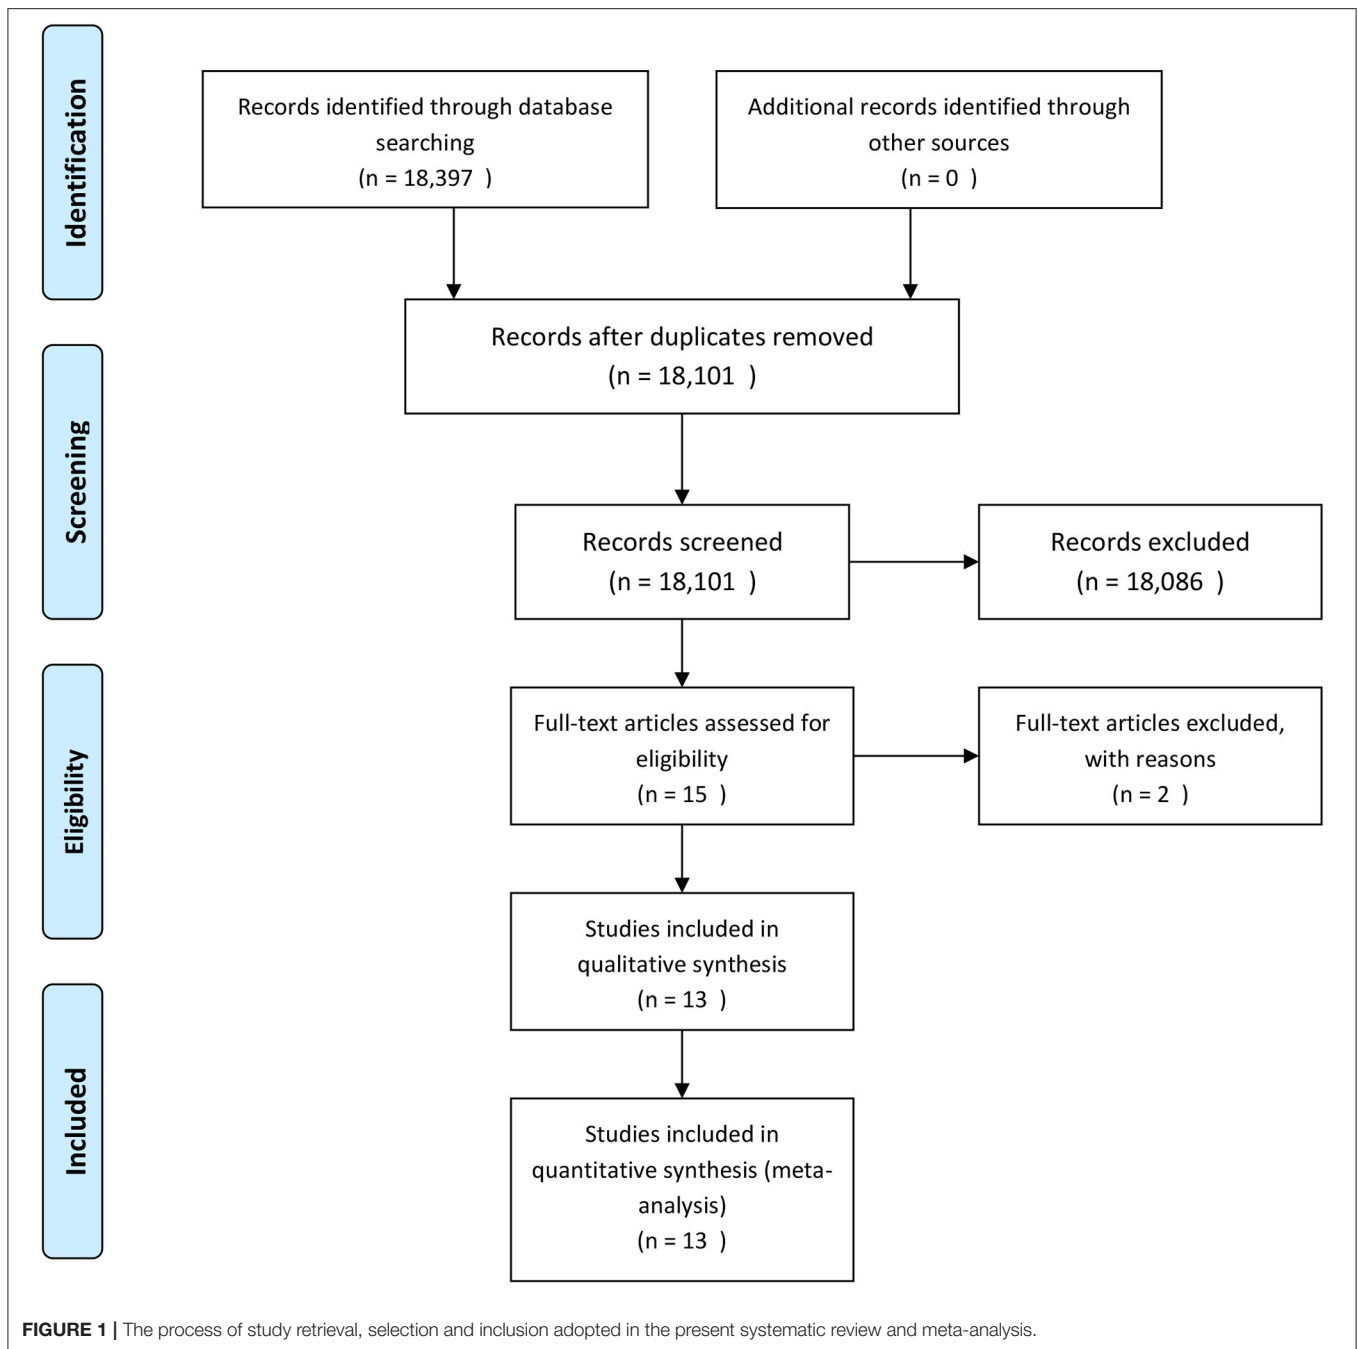 Identification
Records identified through database
searching
(n = 18,397 )
Additional records identified through
other sources
(n = 0 )
Records after duplicates removed
(n = 18,101 )
Screening
Records screened
(n = 18,101 )
Records excluded
(n = 18,086 )
Eligibility
Full-text articles assessed for
eligibility
(n = 15 )
Full-text articles excluded,
with reasons
(n = 2 )
Studies included in
qualitative synthesis
(n = 13 )
Included
Studies included in
quantitative synthesis (meta-
analysis)
(n = 13 )
FIGURE 1 | The process of study retrieval, selection and inclusion adopted in the present systematic review and meta-analysis.